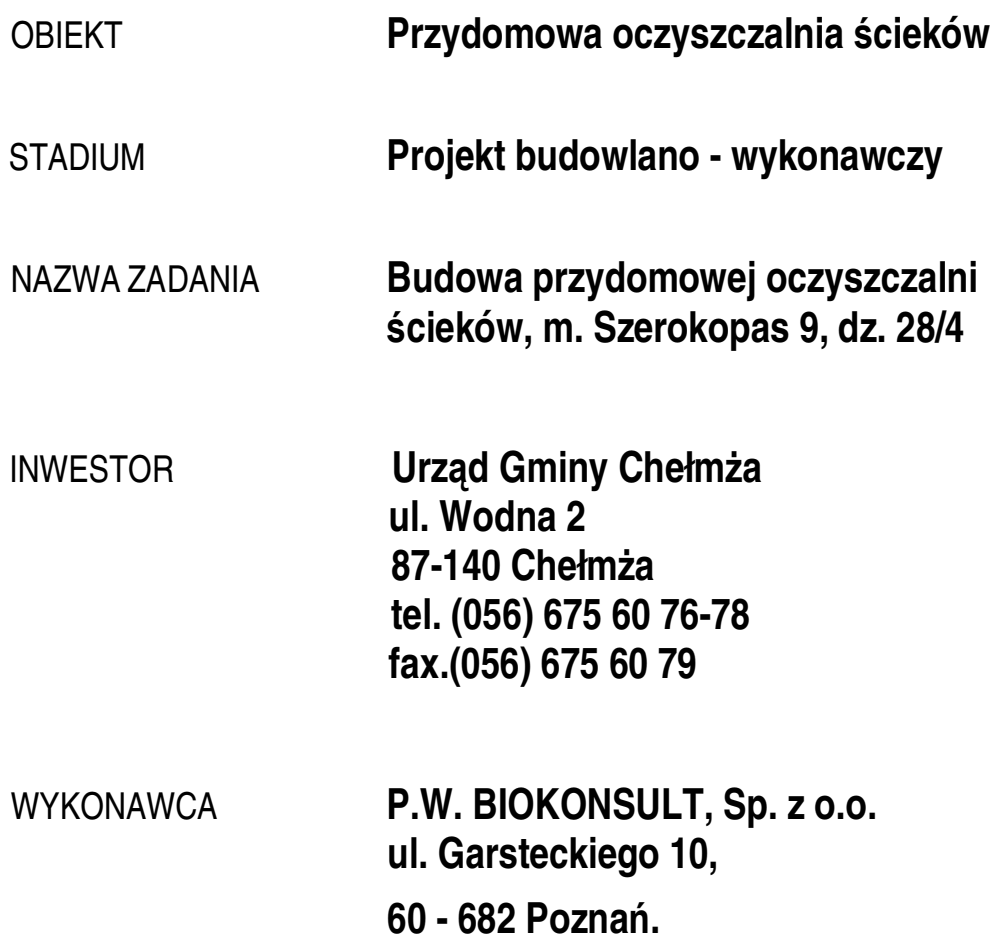 OBIEKT Przydomowa oczyszczalnia ścieków
STADIUM Projekt budowlano - wykonawczy
NAZWA ZADANIA Budowa przydomowej oczyszczalni
ścieków, m. Szerokopas 9, dz. 28/4
INWESTOR Urząd Gminy Chełmża
ul. Wodna 2
87-140 Chełmża
tel. (056) 675 60 76-78
fax.(056) 675 60 79
WYKONAWCA P.W. BIOKONSULT, Sp. z o.o.
ul. Garsteckiego 10,
60 - 682 Poznań.